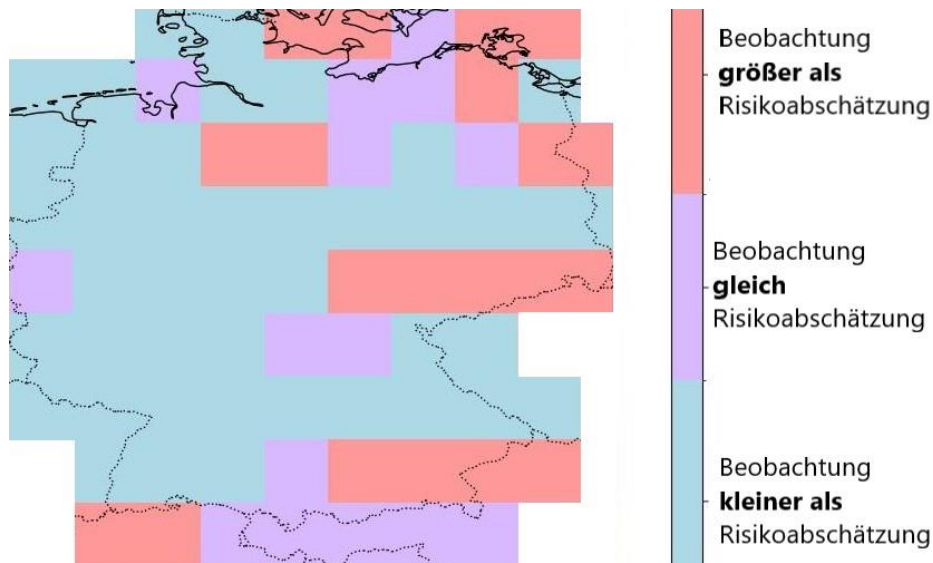 Beobachtung
größer als
Risikoabschätzung
Beobachtung
gleich
Risikoabschätzung
Beobachtung
kleiner als
Risikoabschätzung